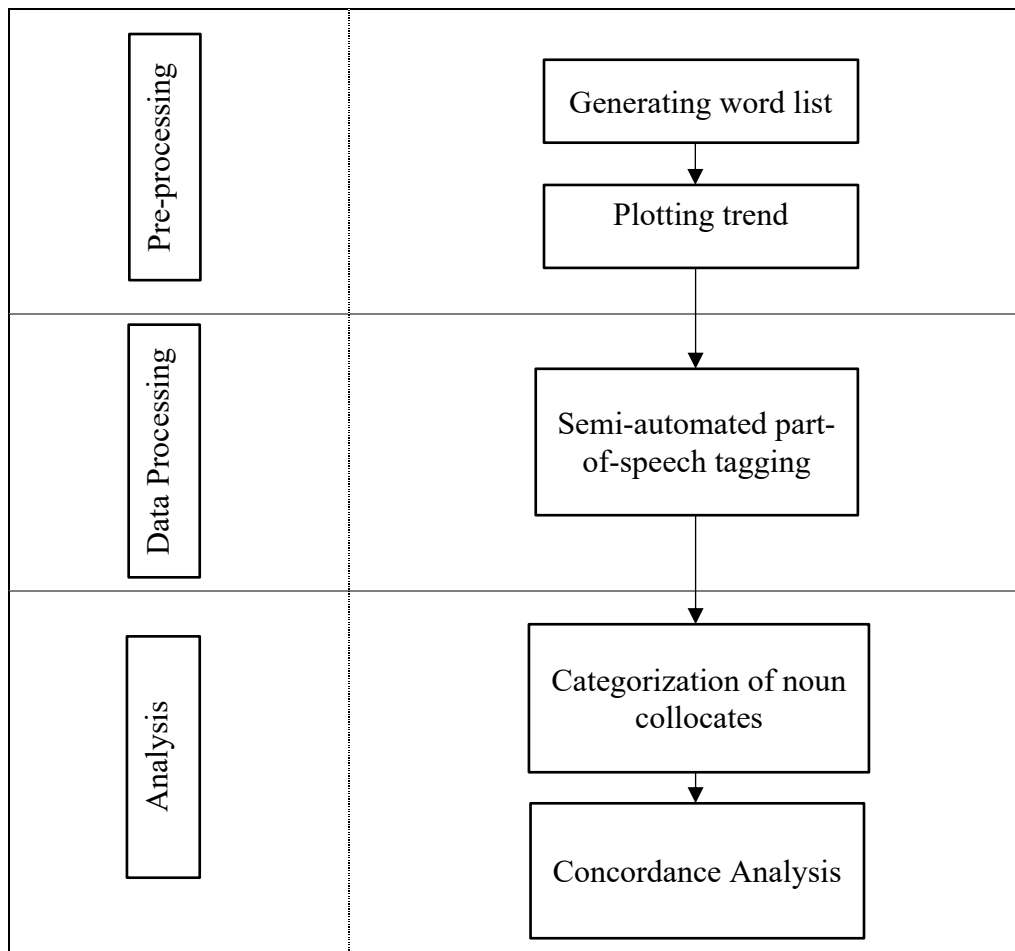 Pre-processing
Generating word list
Plotting trend
Data Processing
Semi-automated part-
of-speech tagging
Analysis
Categorization of noun
collocates
Concordance Analysis